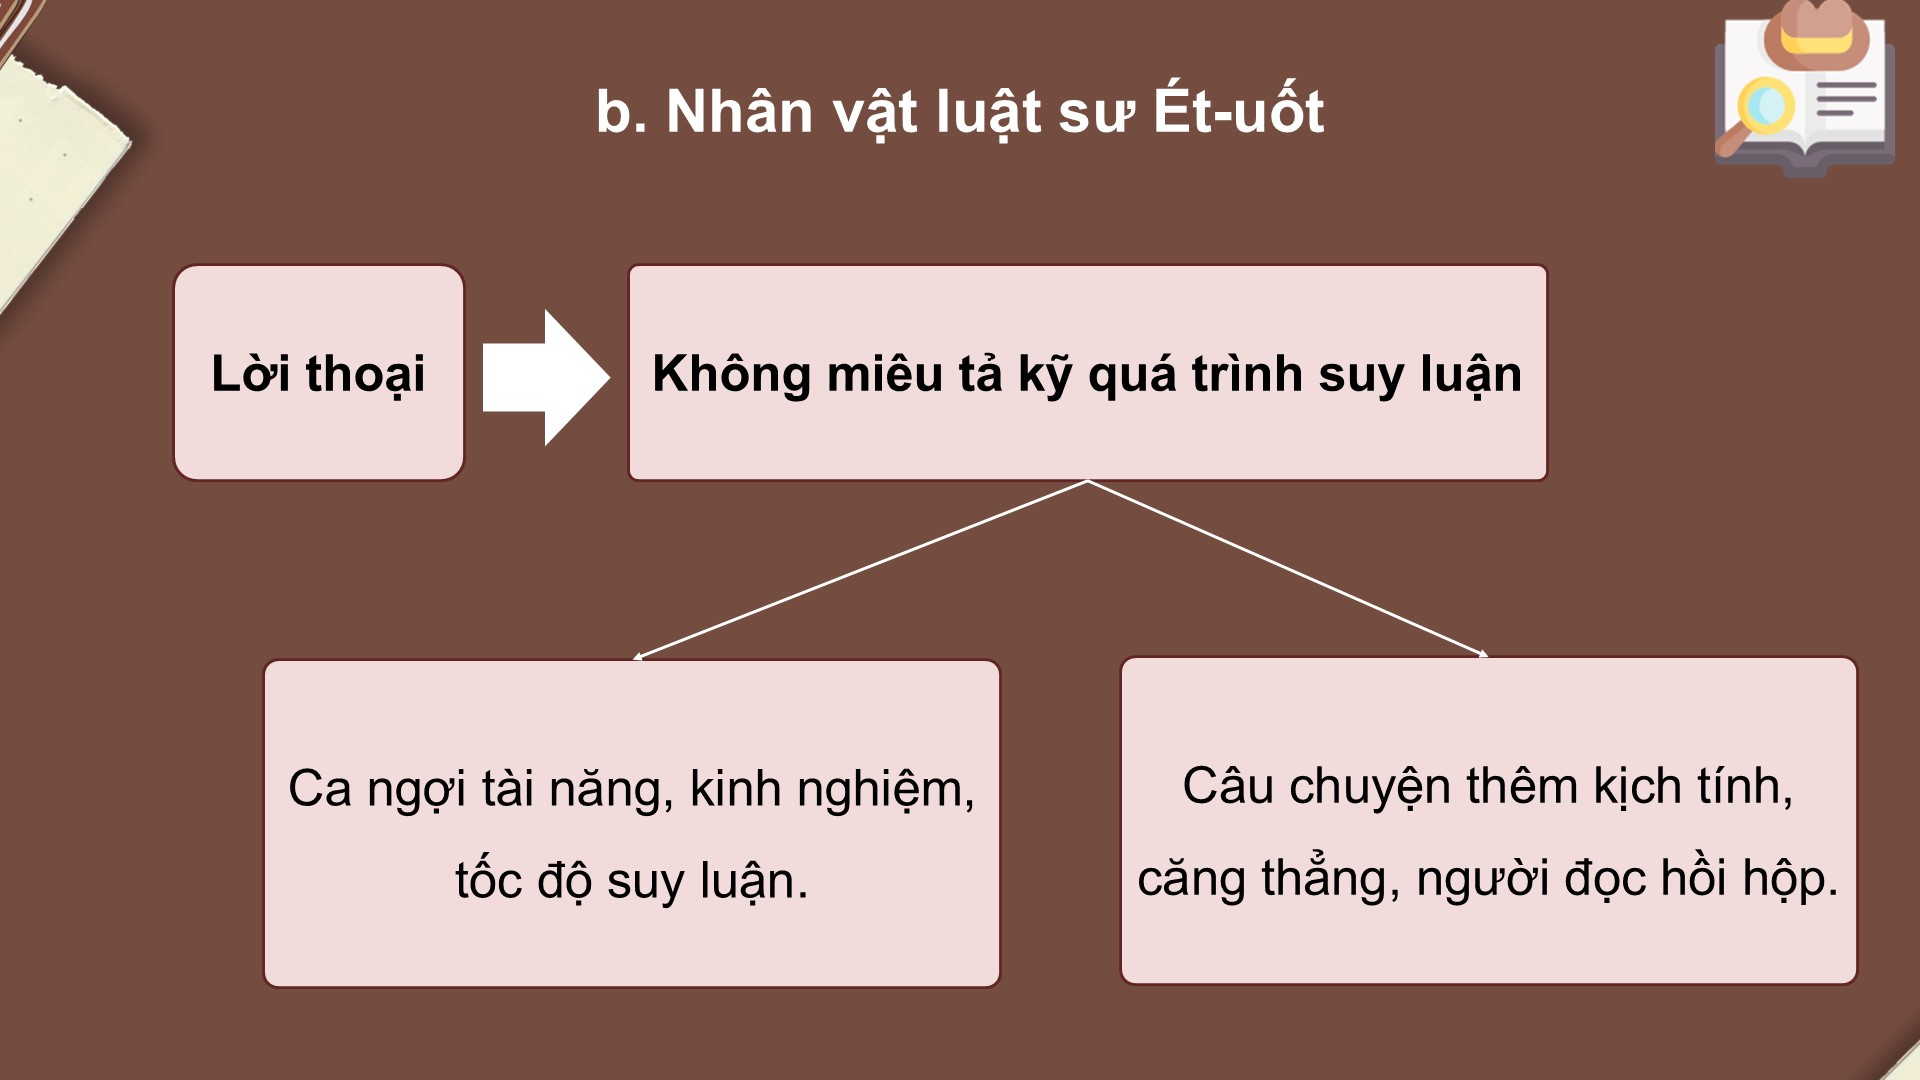 b. Nhân vật luật sư Ét-uốt
Lời thoại
Không miêu tả kỹ quá trình suy luận
Ca ngợi tài năng, kinh nghiệm,
tốc độ suy luận.
Câu chuyện thêm kịch tính,
căng thẳng, người đọc hồi hộp.